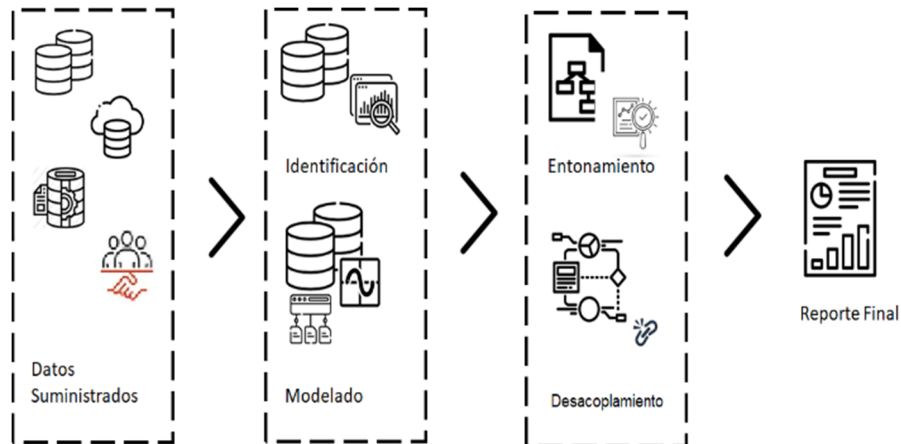 Datos
Suministrados
Identificación
Modelado
Entonamiento
Desacoplamiento
Reporte Final